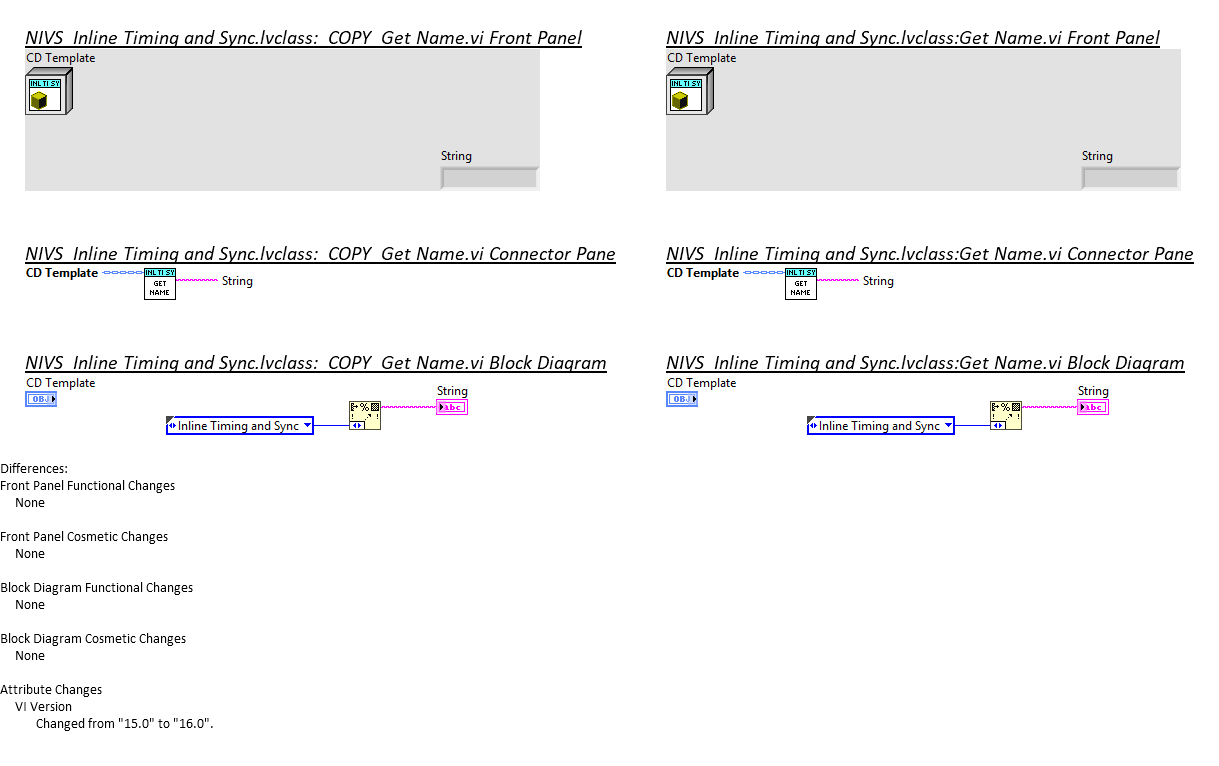 NIVS  Inline Timing and Sync.lvclass:  COPY  Get Name.vi Front Panel
CD Template
INL TI SY
String
NIVS  Inline Timing and Sync.lvclass:Get Name.vi Front Panel
CD Template
INL TI SY
String
NIVS  Inline Timing and Sync.lvclass:  COPY  Get Name.vi Connector Pane
CD Template
INL TI SY
GET
NAME
String
NIVS  Inline Timing and Sync.lvclass:Get Name.vi Connector Pane
CD Template
INL TI SY
GET
NAME
String
NIVS  Inline Timing and Sync.lvclass:  COPY  Get Name.vi Block Diagram
CD Template
OBJ
Inline Timing and Sync
%
String
abc
NIVS  Inline Timing and Sync.lvclass:Get Name.vi Block Diagram
CD Template
OBJ
Inline Timing and Sync
%
String
abc
Differences:
Front Panel Functional Changes
None
Front Panel Cosmetic Changes
None
Block Diagram Functional Changes
None
Block Diagram Cosmetic Changes
None
Attribute Changes
VI Version
Changed from "15.0" to "16.0".